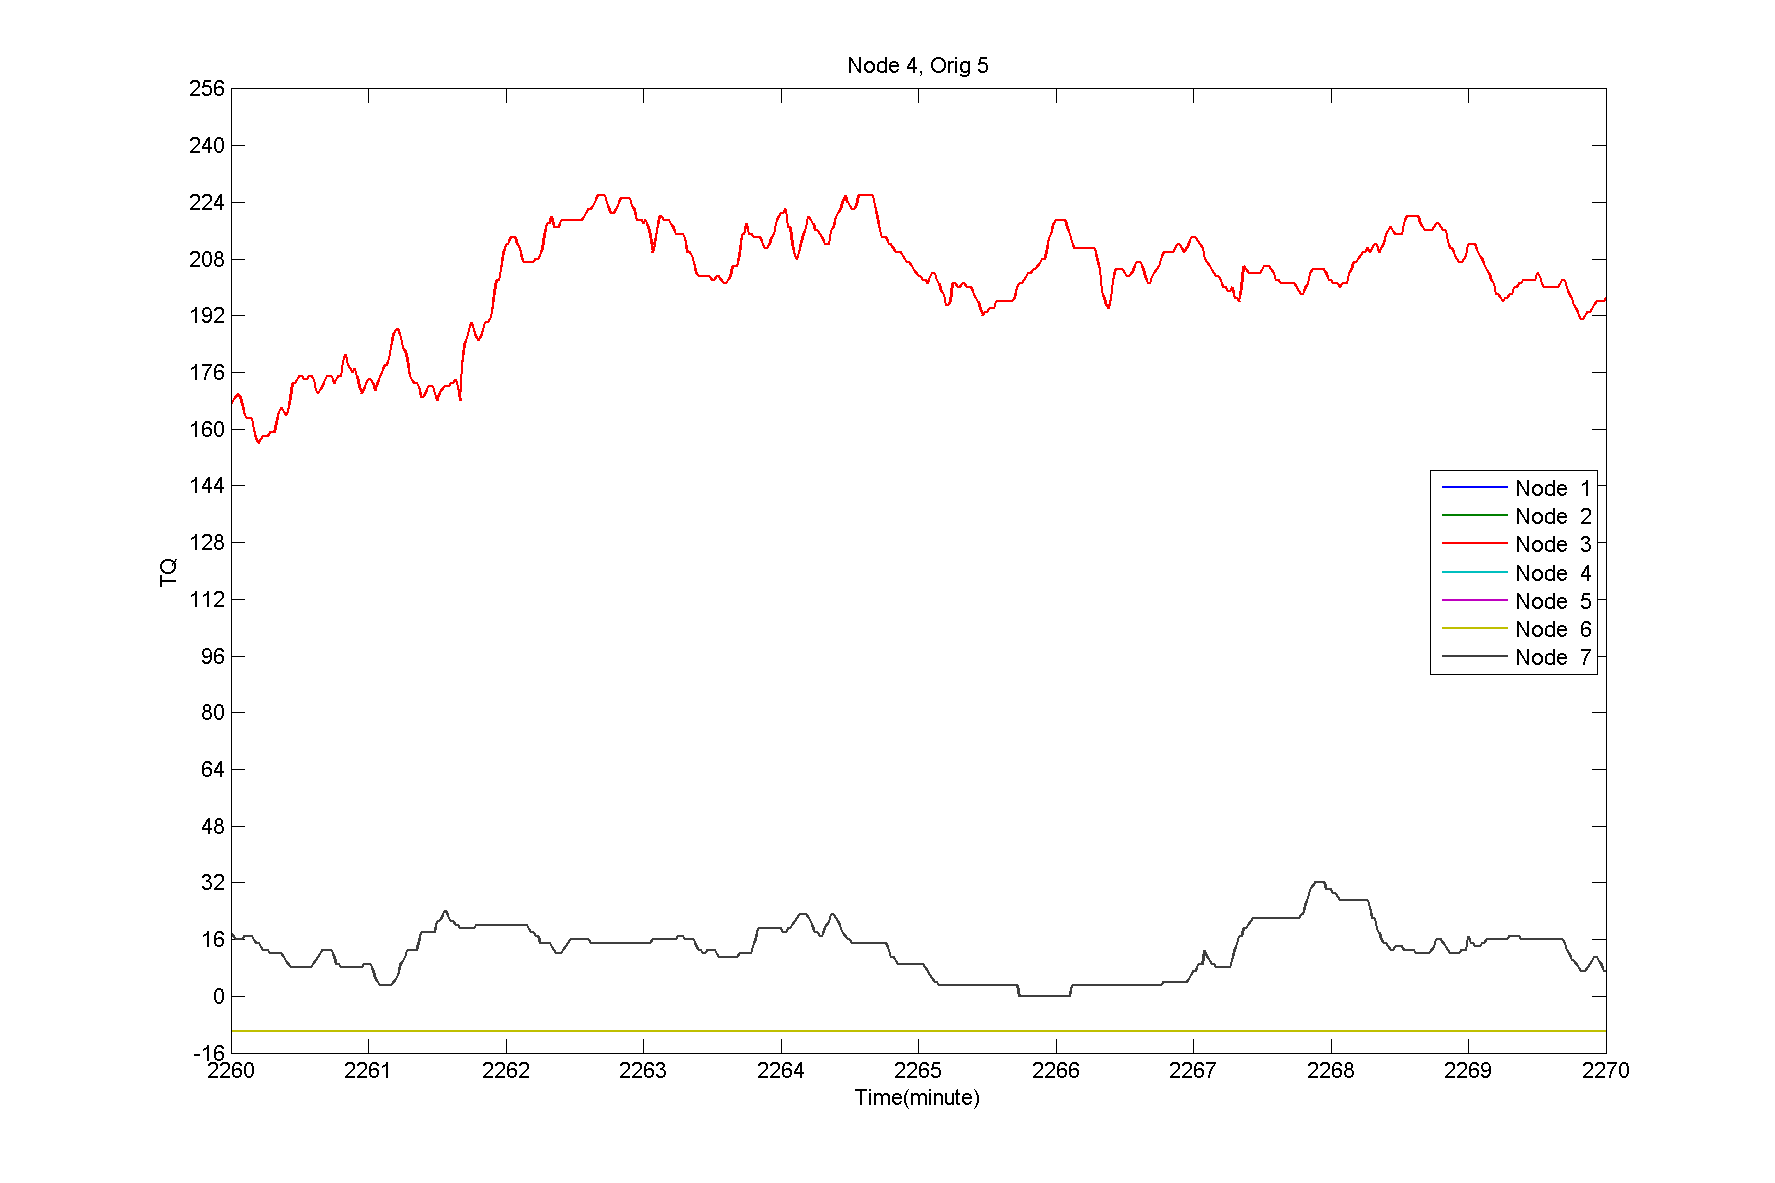 Node 4, Orig 5
256
240
224
208
192
176
160
144
128
112
96
80
64
48
32
16
0
-16
TQ
Node 1
Node 2
Node 3
Node 4
Node 5
Node 6
Node 7
2260 2261 2262 2263 2264 2265 2266 2267 2268 2269 2270
Time(minute)